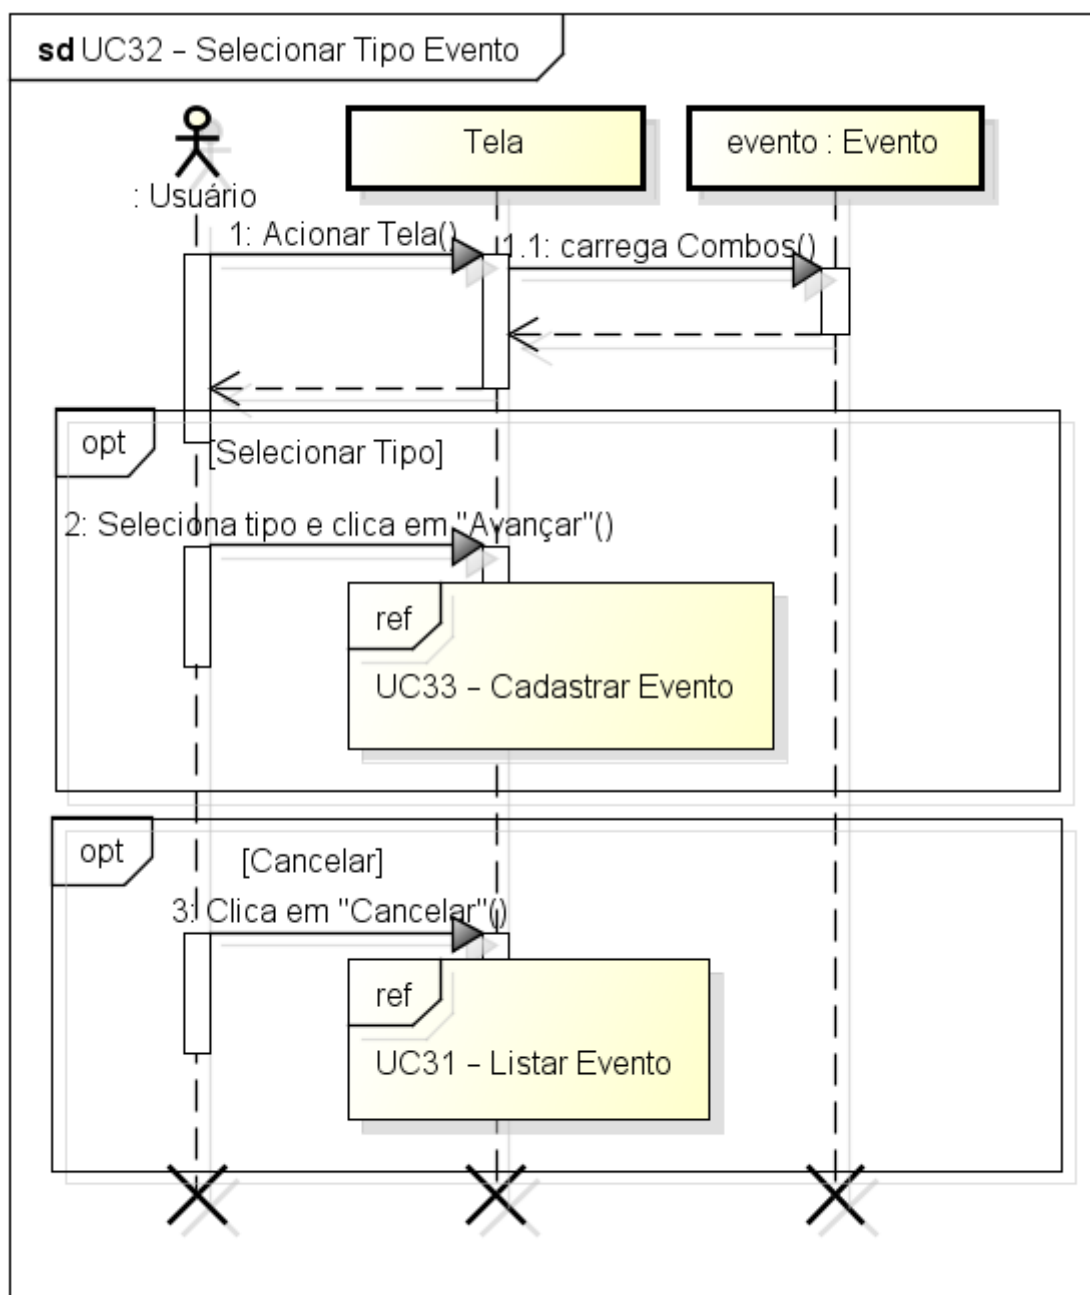 sd UC32 - Selecionar Tipo Evento
: Usuário
Tela
evento : Evento
1: Acionar Tela()
1.1: carrega Combos()
opt
[Selecionar Tipo]
2: Seleciona tipo e clica em "Avançar"()
ref
UC33 - Cadastrar Evento
opt
[Cancelar]
3: Clica em "Cancelar"()
ref
UC31 - Listar Evento